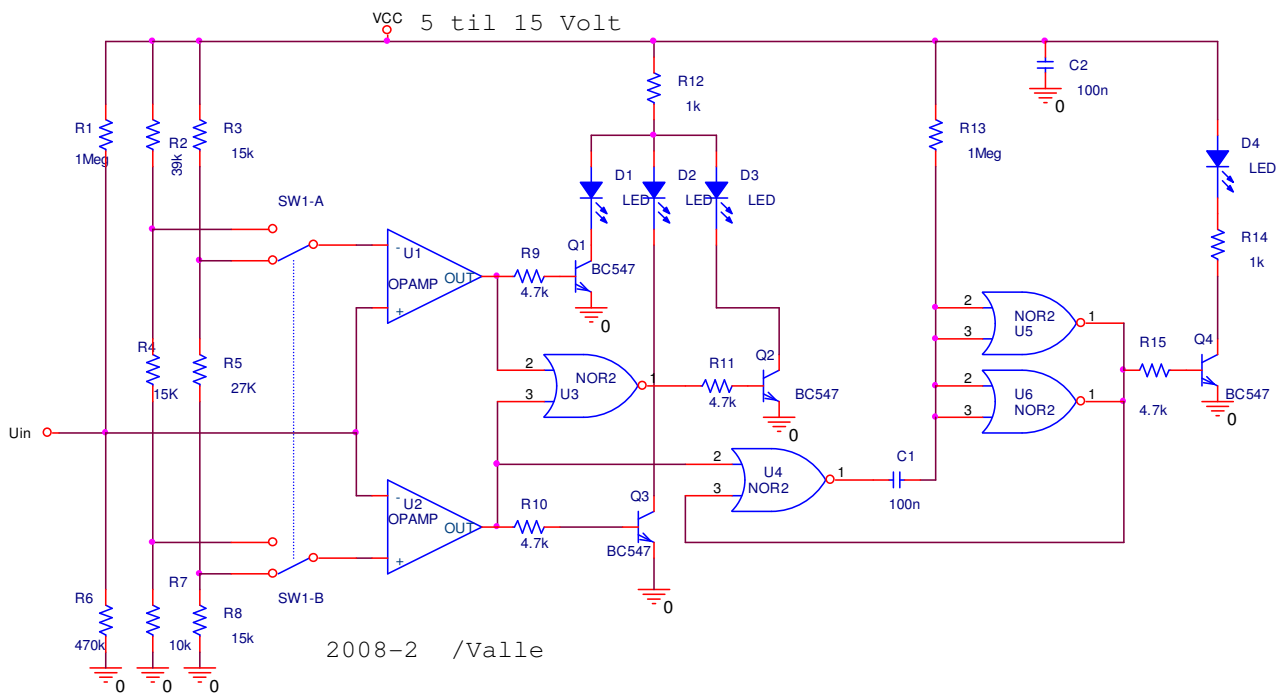 VCC 5 til 15 Volt
R1
1Meg
R2
39k
R3
15k
SW1-A
R4
15K
R5
27K
Uin
R6
470k
R7
10k
R8
15k
SW1-B
0
0
0
2008-2 /Valle
-
U1
OPAMP
OUT
+
-
U2
OPAMP
OUT
+
R9
4.7k
Q1
BC547
0
R12
1k
D1
LED
D2
LED
D3
LED
2
3
NOR2
U3
1
R11
4.7k
Q2
BC547
0
R10
4.7k
Q3
BC547
0
2
3
U4
NOR2
1
C1
100n
R13
1Meg
C2
100n
0
2
3
NOR2
U5
1
2
3
U6
NOR2
1
D4
LED
R14
1k
R15
4.7k
Q4
BC547
0